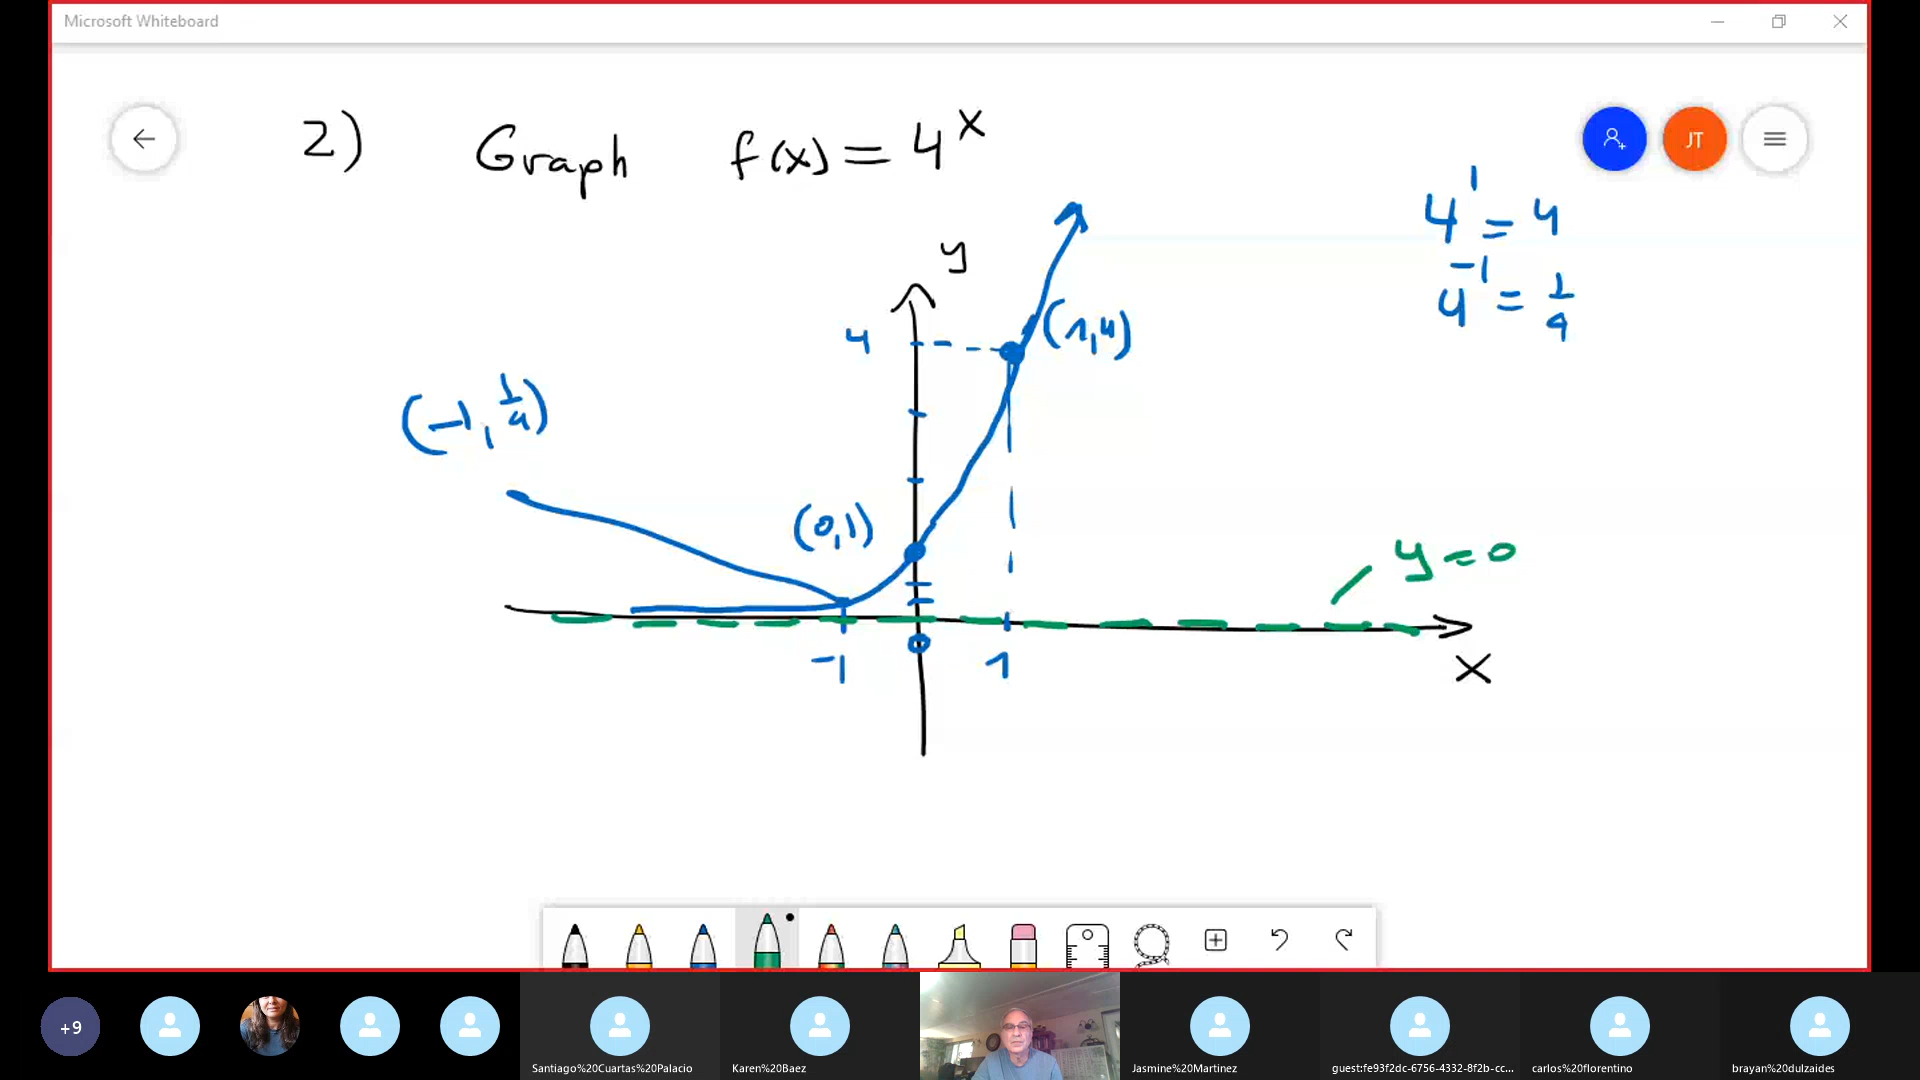 Microsoft Whiteboard
2) Graph f(x) = 4^x
JT
4^1 = 4
4^-1 = 1/4
y
4
(1,4)
(-1, 1/4)
(0,1)
y = 0
-1 0 1
x
+9
Santiago%20Cuartas%20Palacio
Karen%20Baez
Jasmine%20Martinez
guest:fe93f2dc-6756-4332-8f2b-cc...
carlos%20florentino
brayan%20dulzaides